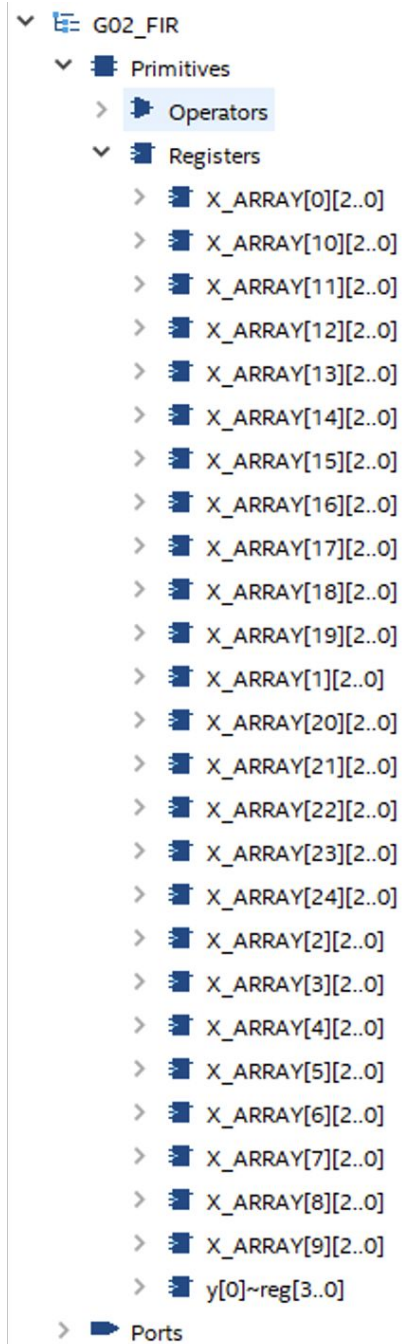 G02_FIR
Primitives
Operators
Registers
X_ARRAY[0][2..0]
X_ARRAY[10][2..0]
X_ARRAY[11][2..0]
X_ARRAY[12][2..0]
X_ARRAY[13][2..0]
X_ARRAY[14][2..0]
X_ARRAY[15][2..0]
X_ARRAY[16][2..0]
X_ARRAY[17][2..0]
X_ARRAY[18][2..0]
X_ARRAY[19][2..0]
X_ARRAY[1][2..0]
X_ARRAY[20][2..0]
X_ARRAY[21][2..0]
X_ARRAY[22][2..0]
X_ARRAY[23][2..0]
X_ARRAY[24][2..0]
X_ARRAY[2][2..0]
X_ARRAY[3][2..0]
X_ARRAY[4][2..0]
X_ARRAY[5][2..0]
X_ARRAY[6][2..0]
X_ARRAY[7][2..0]
X_ARRAY[8][2..0]
X_ARRAY[9][2..0]
y[0]~reg[3..0]
Ports